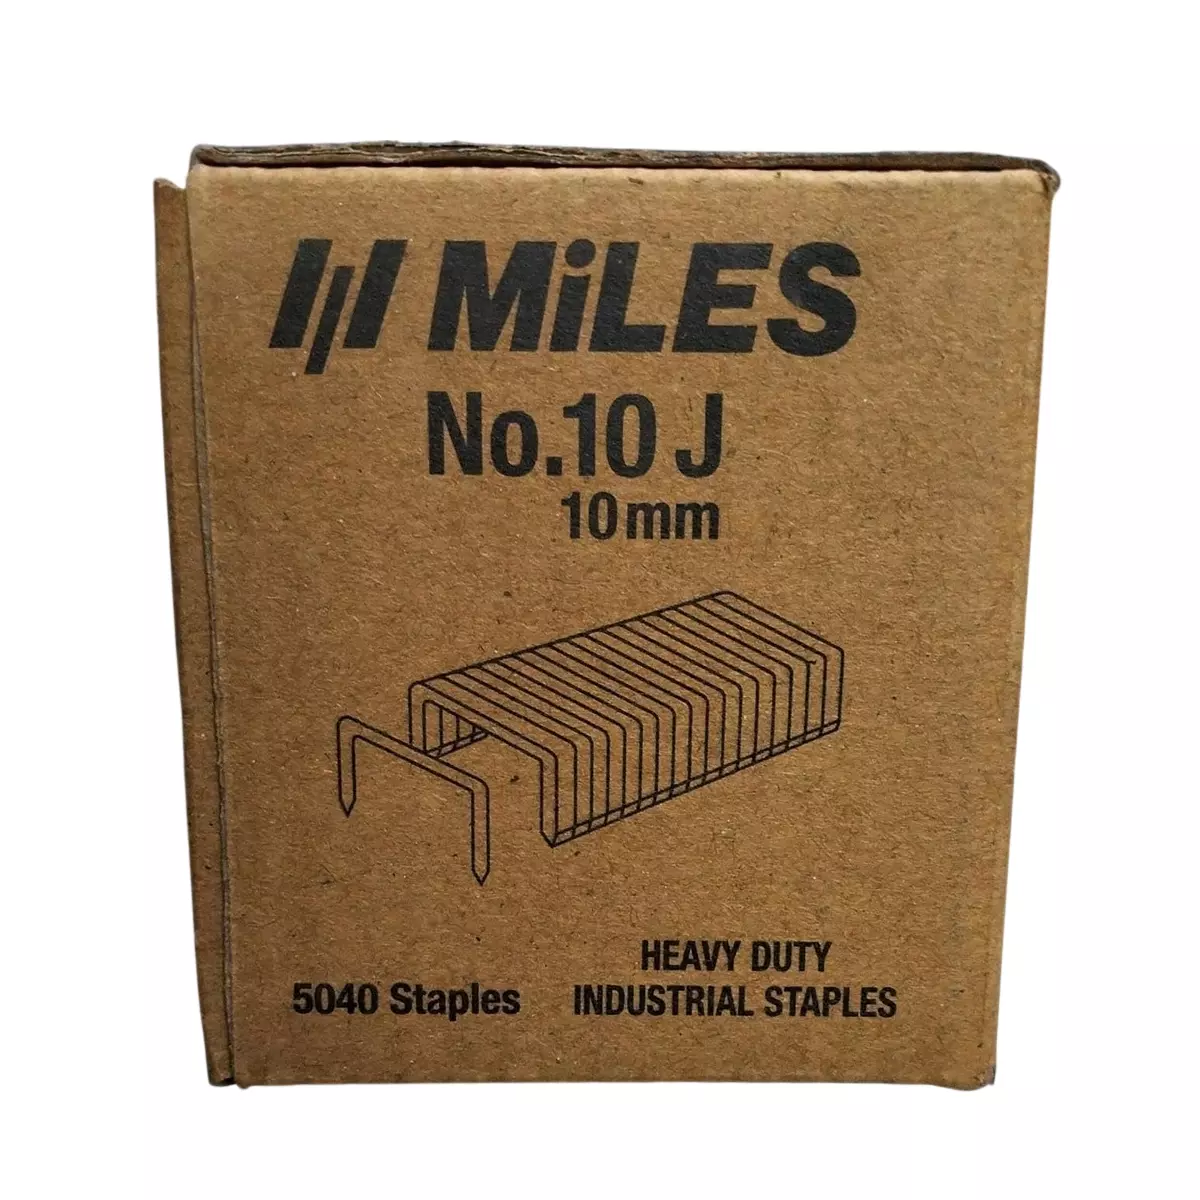 MiLES
No.10 J
10mm
HEAVY DUTY
5040 Staples INDUSTRIAL STAPLES